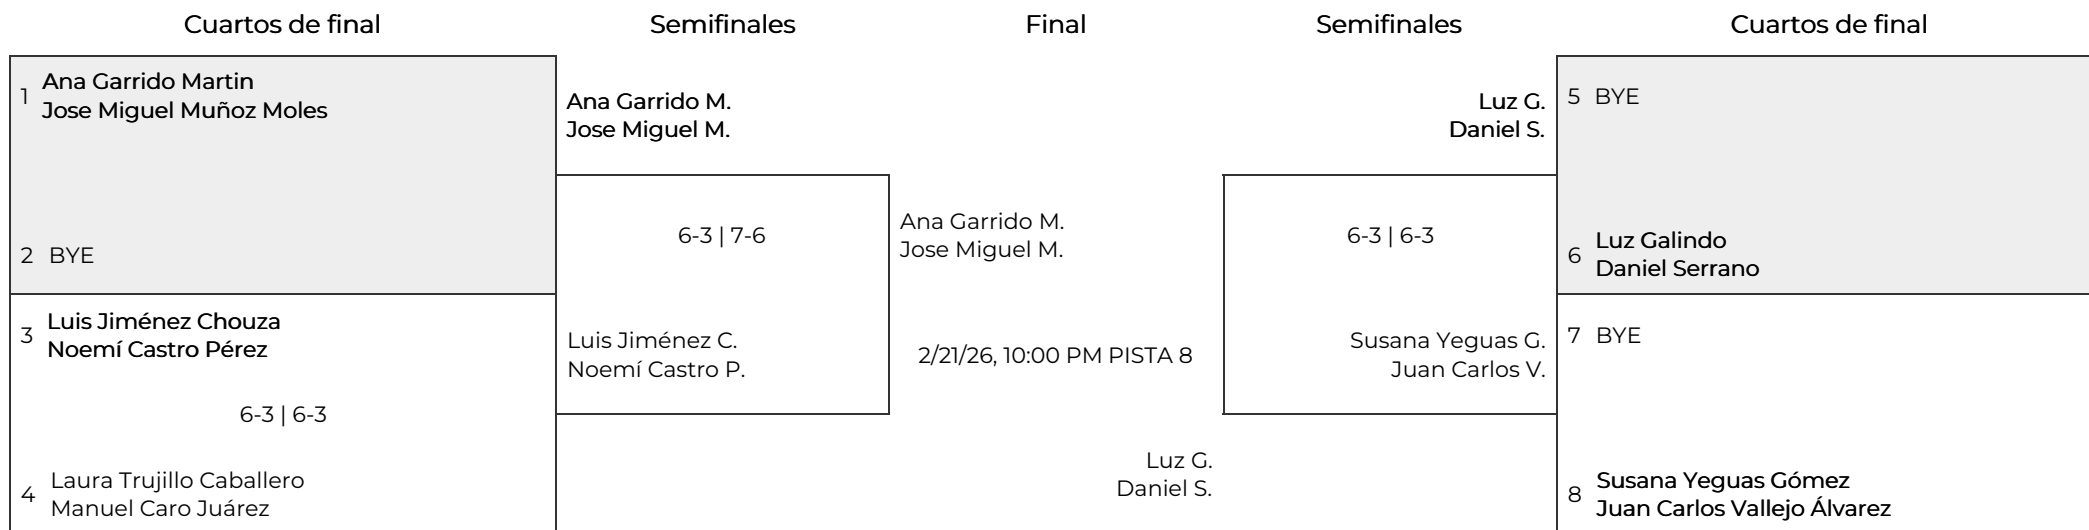 Cuartos de final
Semifinales
Final
Semifinales
Cuartos de final
1
Ana Garrido Martin
Jose Miguel Muñoz Moles
2 BYE
3
Luis Jiménez Chouza
Noemí Castro Pérez
6-3 | 6-3
4
Laura Trujillo Caballero
Manuel Caro Juárez
Ana Garrido M.
Jose Miguel M.
6-3 | 7-6
Luis Jiménez C.
Noemí Castro P.
Ana Garrido M.
Jose Miguel M.
2/21/26, 10:00 PM PISTA 8
Luz G.
Daniel S.
Luz G.
Daniel S.
6-3 | 6-3
Susana Yeguas G.
Juan Carlos V.
5 BYE
6
Luz Galindo
Daniel Serrano
7 BYE
8
Susana Yeguas Gómez
Juan Carlos Vallejo Álvarez